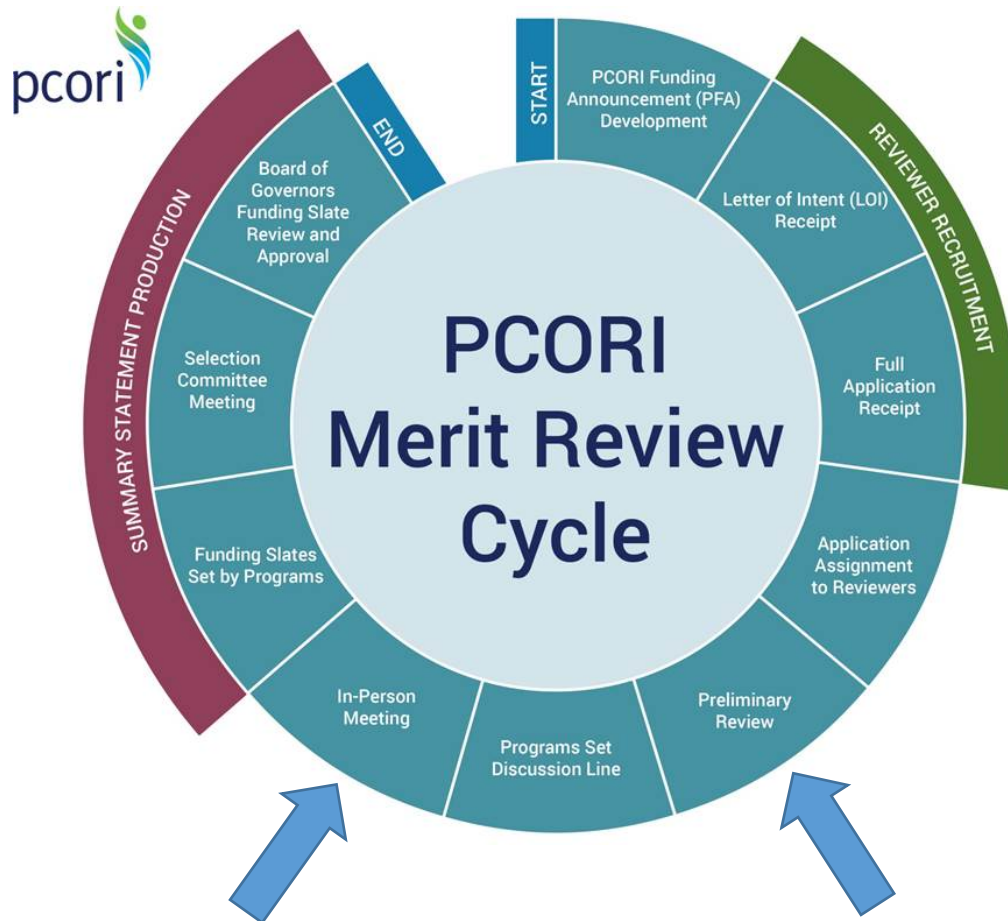 pcori
START
PCORI Funding
Announcement (PFA)
Development
REVIEWER RECRUITMENT
Letter of Intent (LOI)
Receipt
Full
Application
Receipt
Application
Assignment
to Reviewers
Preliminary
Review
Programs Set
Discussion Line
In-Person
Meeting
SUMMARY STATEMENT PRODUCTION
Funding Slates
Set by Programs
Selection
Committee
Meeting
Board of
Governors
Funding Slate
Review and
Approval
END
PCORI
Merit Review
Cycle